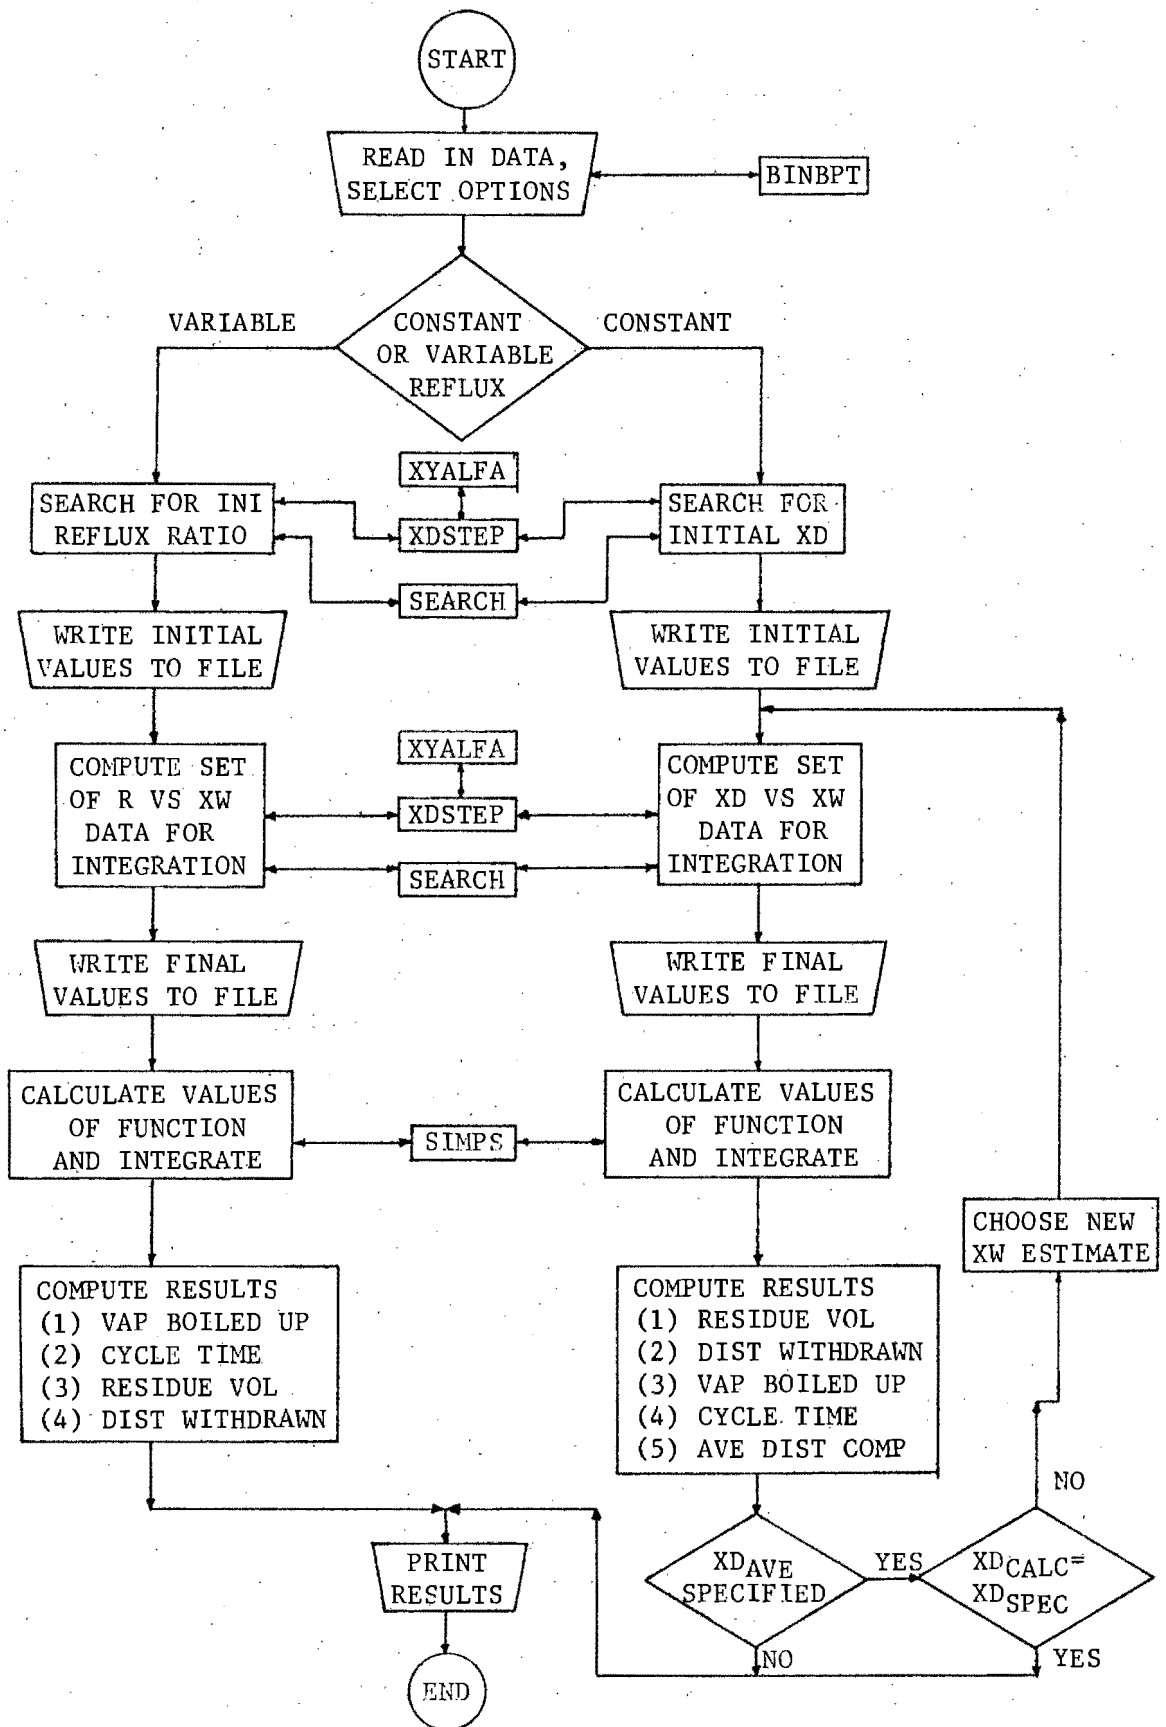 START
READ IN DATA,
SELECT OPTIONS
BINBPT
CONSTANT
OR VARIABLE
REFLUX
VARIABLE
CONSTANT
SEARCH FOR INI
REFLUX RATIO
XYALFA
XDSTEP
SEARCH
SEARCH FOR
INITIAL XD
WRITE INITIAL
VALUES TO FILE
WRITE INITIAL
VALUES TO FILE
COMPUTE SET
OF R VS XW
DATA FOR
INTEGRATION
XYALFA
XDSTEP
SEARCH
COMPUTE SET
OF XD VS XW
DATA FOR
INTEGRATION
WRITE FINAL
VALUES TO FILE
WRITE FINAL
VALUES TO FILE
CALCULATE VALUES
OF FUNCTION
AND INTEGRATE
SIMPS
CALCULATE VALUES
OF FUNCTION
AND INTEGRATE
CHOOSE NEW
XW ESTIMATE
COMPUTE RESULTS
(1) VAP BOILED UP
(2) CYCLE TIME
(3) RESIDUE VOL
(4) DIST WITHDRAWN
COMPUTE RESULTS
(1) RESIDUE VOL
(2) DIST WITHDRAWN
(3) VAP BOILED UP
(4) CYCLE TIME
(5) AVE DIST COMP
NO
XDAVE
SPECIFIED
YES
XDCALC=
XDSPEC
NO
YES
PRINT
RESULTS
END